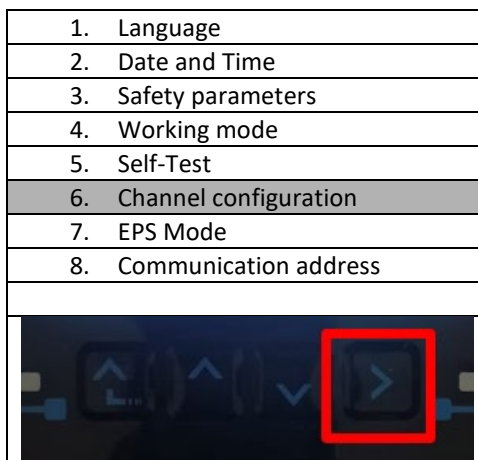 1. Language
2. Date and Time
3. Safety parameters
4. Working mode
5. Self-Test
6. Channel configuration
7. EPS Mode
8. Communication address